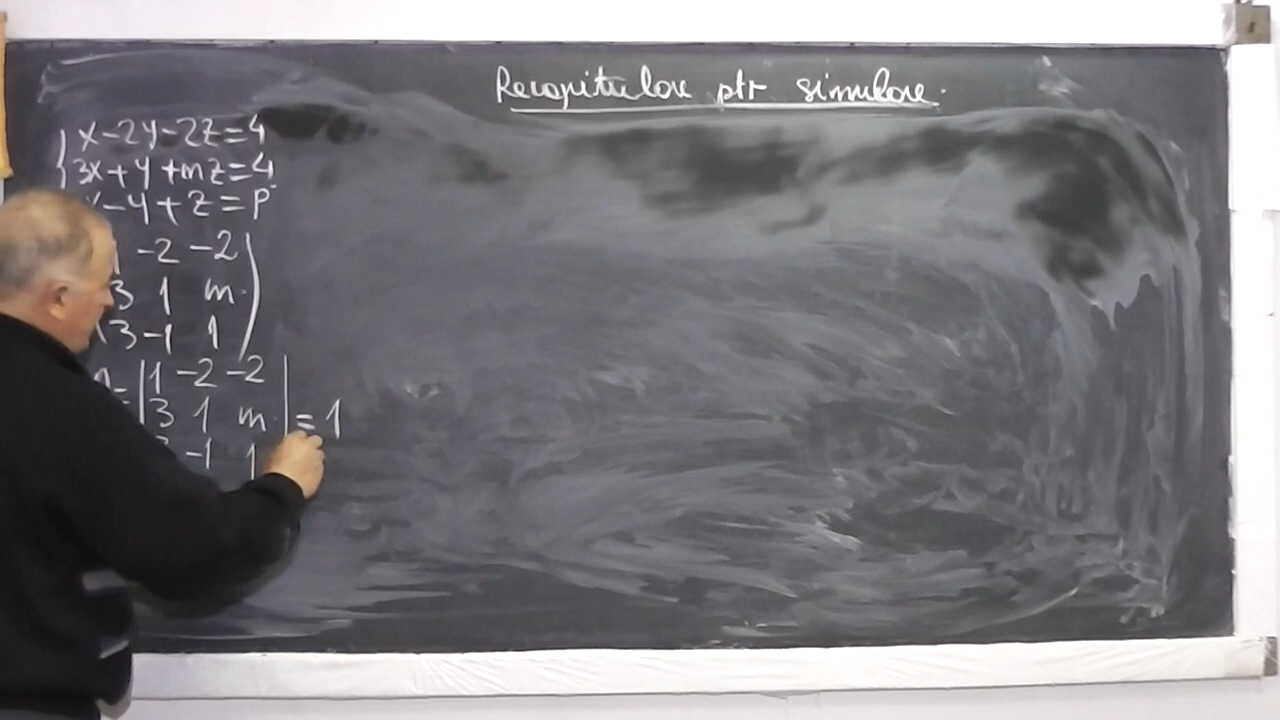 Recapitulare ptr simulare.
x-2y-2z=4
3x+y+mz=4
x-y+z=p
1 -2 -2
3 1 m
3 -1 1
|1 -2 -2|
3 1 m = 1
-1 1